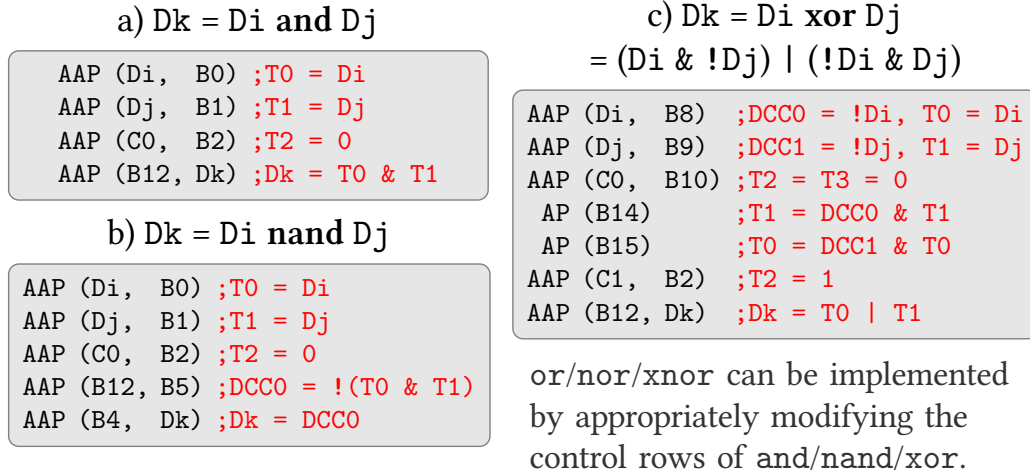 a) Dk = Di and Dj
AAP (Di, B0) ;T0 = Di
AAP (Dj, B1) ;T1 = Dj
AAP (C0, B2) ;T2 = 0
AAP (B12, Dk) ;Dk = T0 & T1
b) Dk = Di nand Dj
AAP (Di, B0) ;T0 = Di
AAP (Dj, B1) ;T1 = Dj
AAP (C0, B2) ;T2 = 0
AAP (B12, B5) ;DCC0 = !(T0 & T1)
AAP (B4, Dk) ;Dk = DCC0
c) Dk = Di xor Dj
= (Di & !Dj) | (!Di & Dj)
AAP (Di, B8) ;DCC0 = !Di, T0 = Di
AAP (Dj, B9) ;DCC1 = !Dj, T1 = Dj
AAP (C0, B10) ;T2 = T3 = 0
AP (B14) ;T1 = DCC0 & T1
AP (B15) ;T0 = DCC1 & T0
AAP (C1, B2) ;T2 = 1
AAP (B12, Dk) ;Dk = T0 | T1
or/nor/xnor can be implemented
by appropriately modifying the
control rows of and/nand/xor.